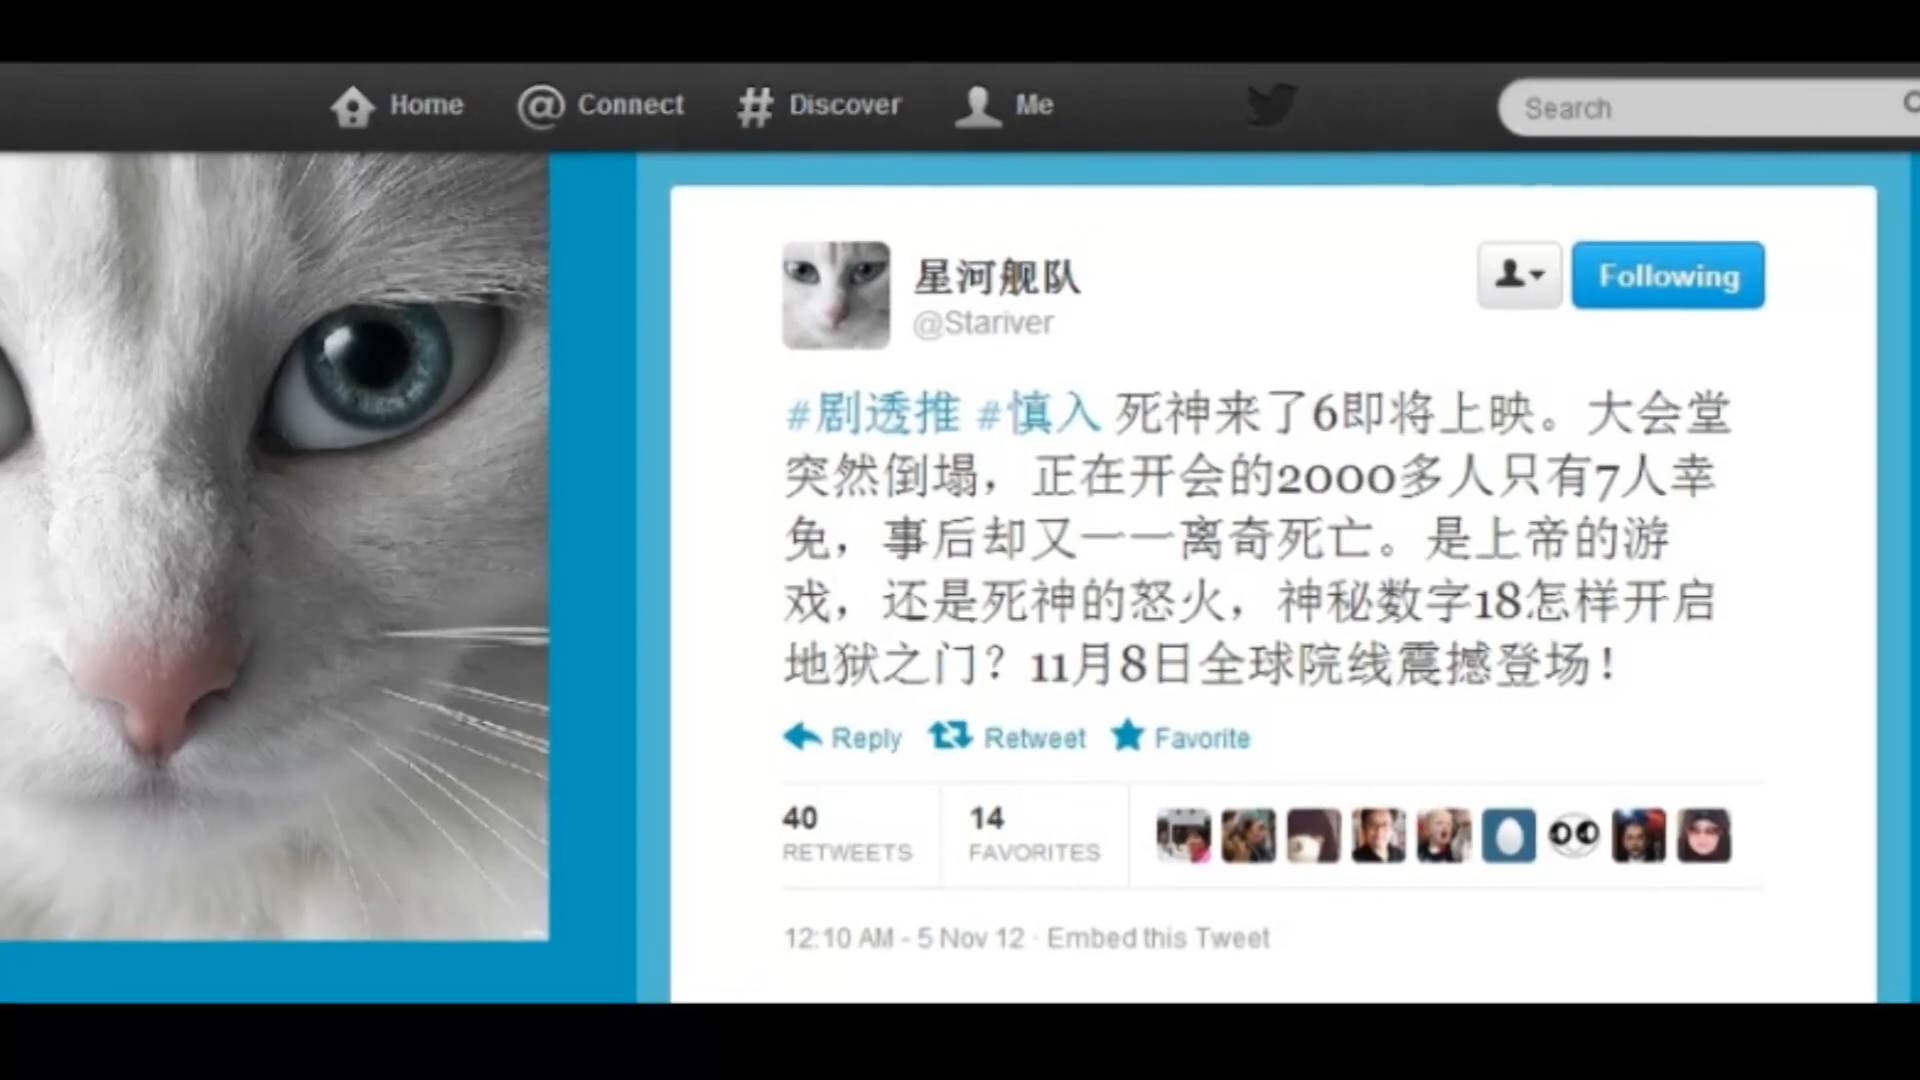 Home Connect Discover Me Search
星河舰队
@Stariver
Following
#剧透推 #慎入 死神来了6即将上映。大会堂
突然倒塌，正在开会的2000多人只有7人幸
免，事后却又一一离奇死亡。是上帝的游
戏，还是死神的怒火，神秘数字18怎样开启
地狱之门？11月8日全球院线震撼登场！
Reply Retweet Favorite
40 14
RETWEETS FAVORITES
12:10 AM - 5 Nov 12 · Embed this Tweet